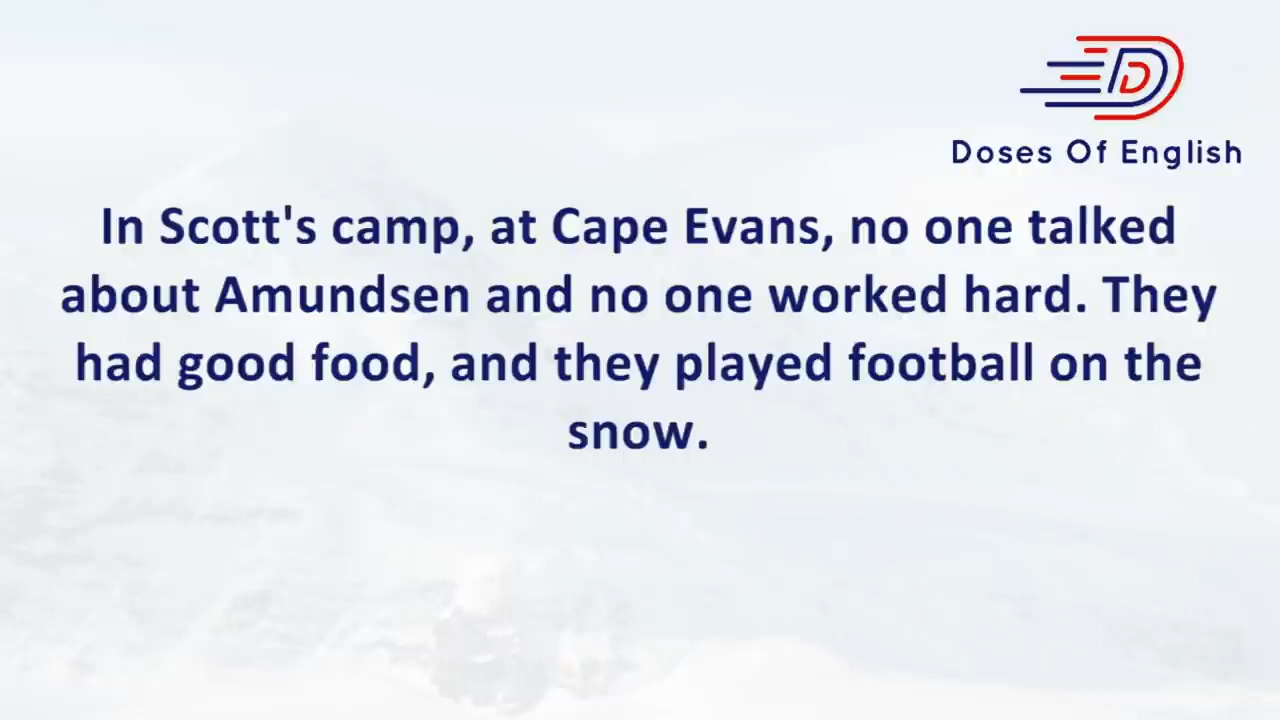 Doses Of English
In Scott's camp, at Cape Evans, no one talked
about Amundsen and no one worked hard. They
had good food, and they played football on the
snow.